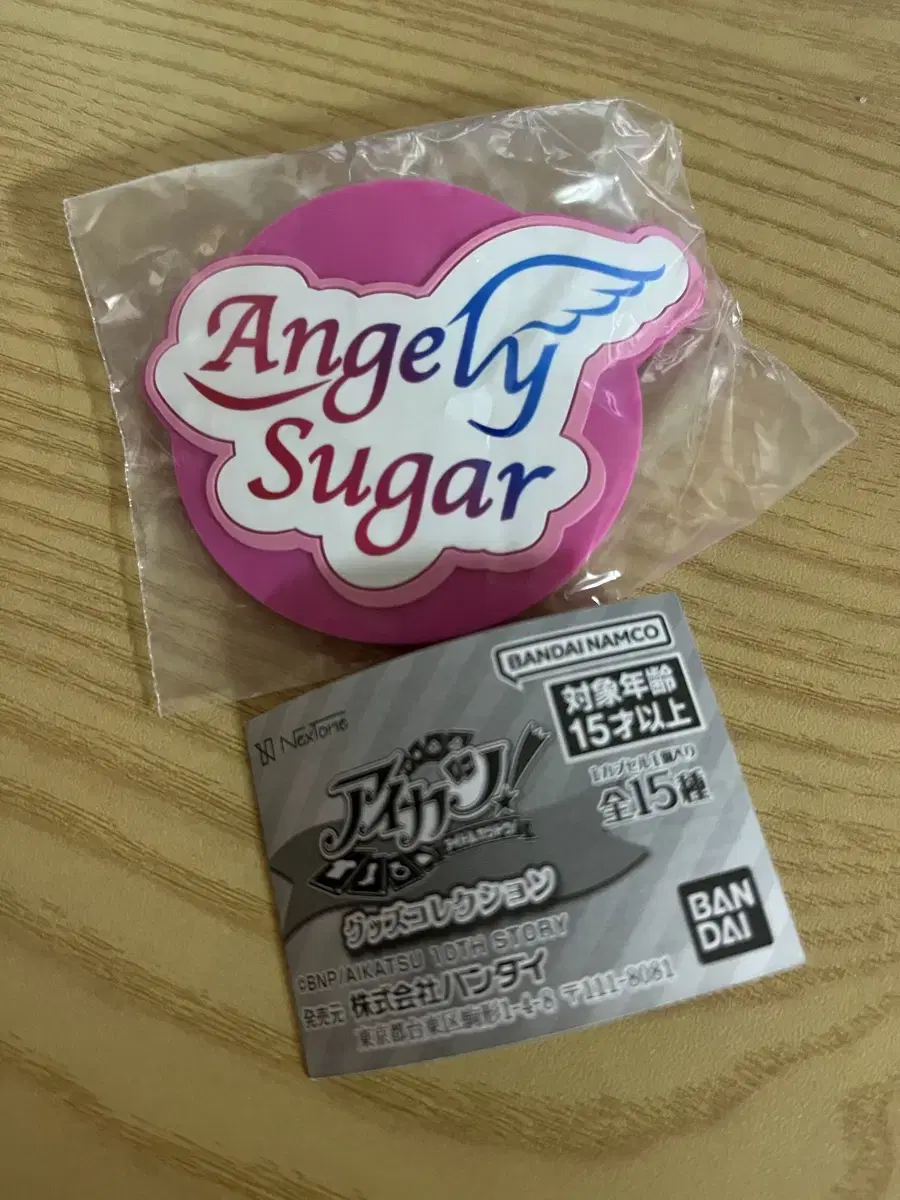 Angely
Sugar
BANDAI NAMCO
対象年齢
15才以上
NexTone
1カプセル1個入り
全15種
アイカツ!
グッズコレクション
BAN
DAI
©BNP/AIKATSU 10TH STORY
発売元 株式会社バンダイ
東京都台東区駒形1-4-8 〒111-8081